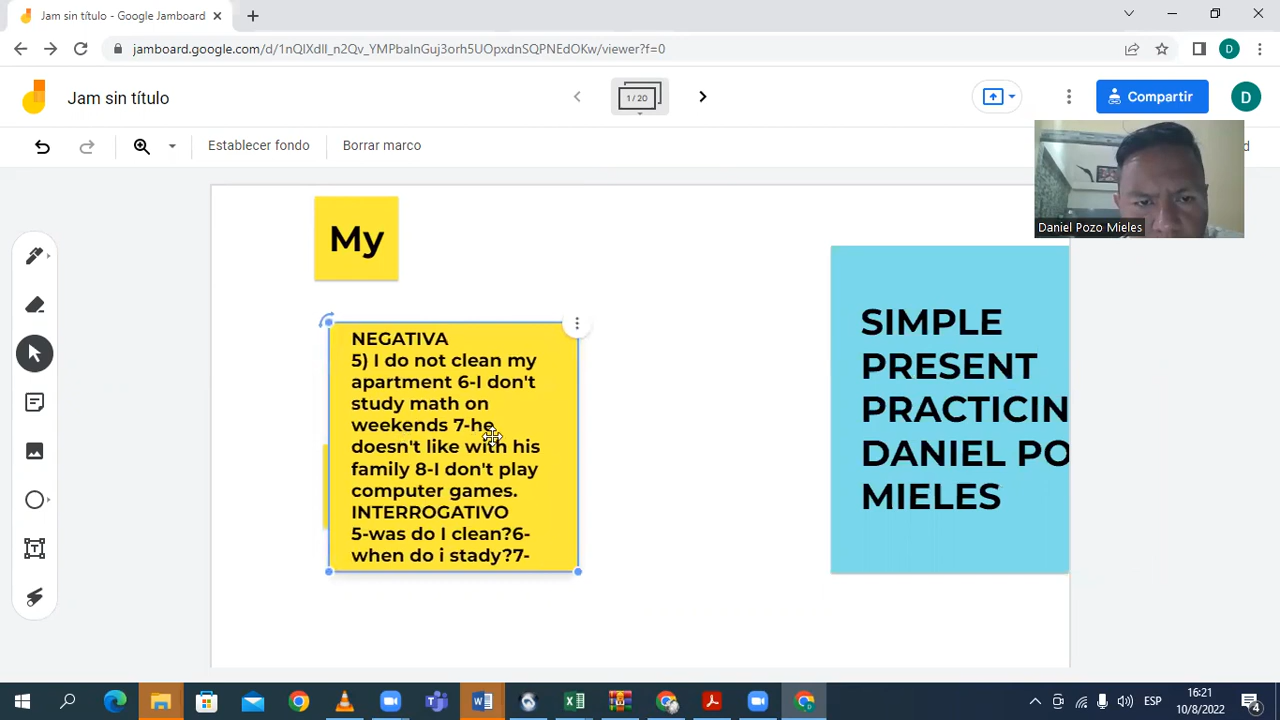 Jam sin título - Google Jamboard
jamboard.google.com/d/1nQlXdlI_n2Qv_YMPbaInGuj3orh5UOpxdnSQPNEdOKw/viewer?f=0
D
Jam sin título
1 / 20
Compartir
D
Establecer fondo
Borrar marco
d
Daniel Pozo Mieles
My
NEGATIVA
5) I do not clean my
apartment 6-I don't
study math on
weekends 7-he
doesn't like with his
family 8-I don't play
computer games.
INTERROGATIVO
5-was do I clean?6-
when do i stady?7-
SIMPLE
PRESENT
PRACTICIN
DANIEL PO
MIELES
ESP
16:21
10/8/2022
4